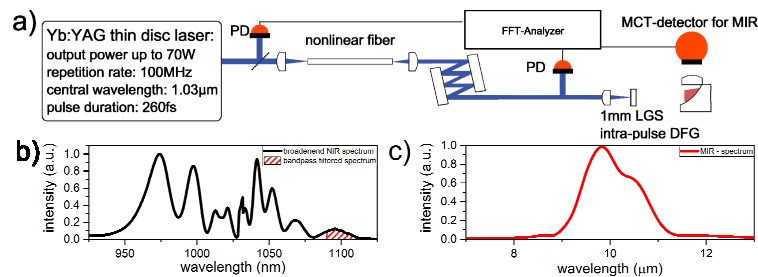 a)
Yb:YAG thin disc laser:
output power up to 70W
repetition rate: 100MHz
central wavelength: 1.03µm
pulse duration: 260fs
PD
nonlinear fiber
FFT-Analyzer
PD
MCT-detector for MIR
1mm LGS
intra-pulse DFG
b)
intensity (a.u.)
1.0
0.8
0.6
0.4
0.2
0.0
broadenend NIR spectrum
bandpass filtered spectrum
950
1000
1050
1100
wavelength (nm)
c)
intensity (a.u.)
1.0
0.8
0.6
0.4
0.2
0.0
MIR - spectrum
8
10
12
wavelength (µm)